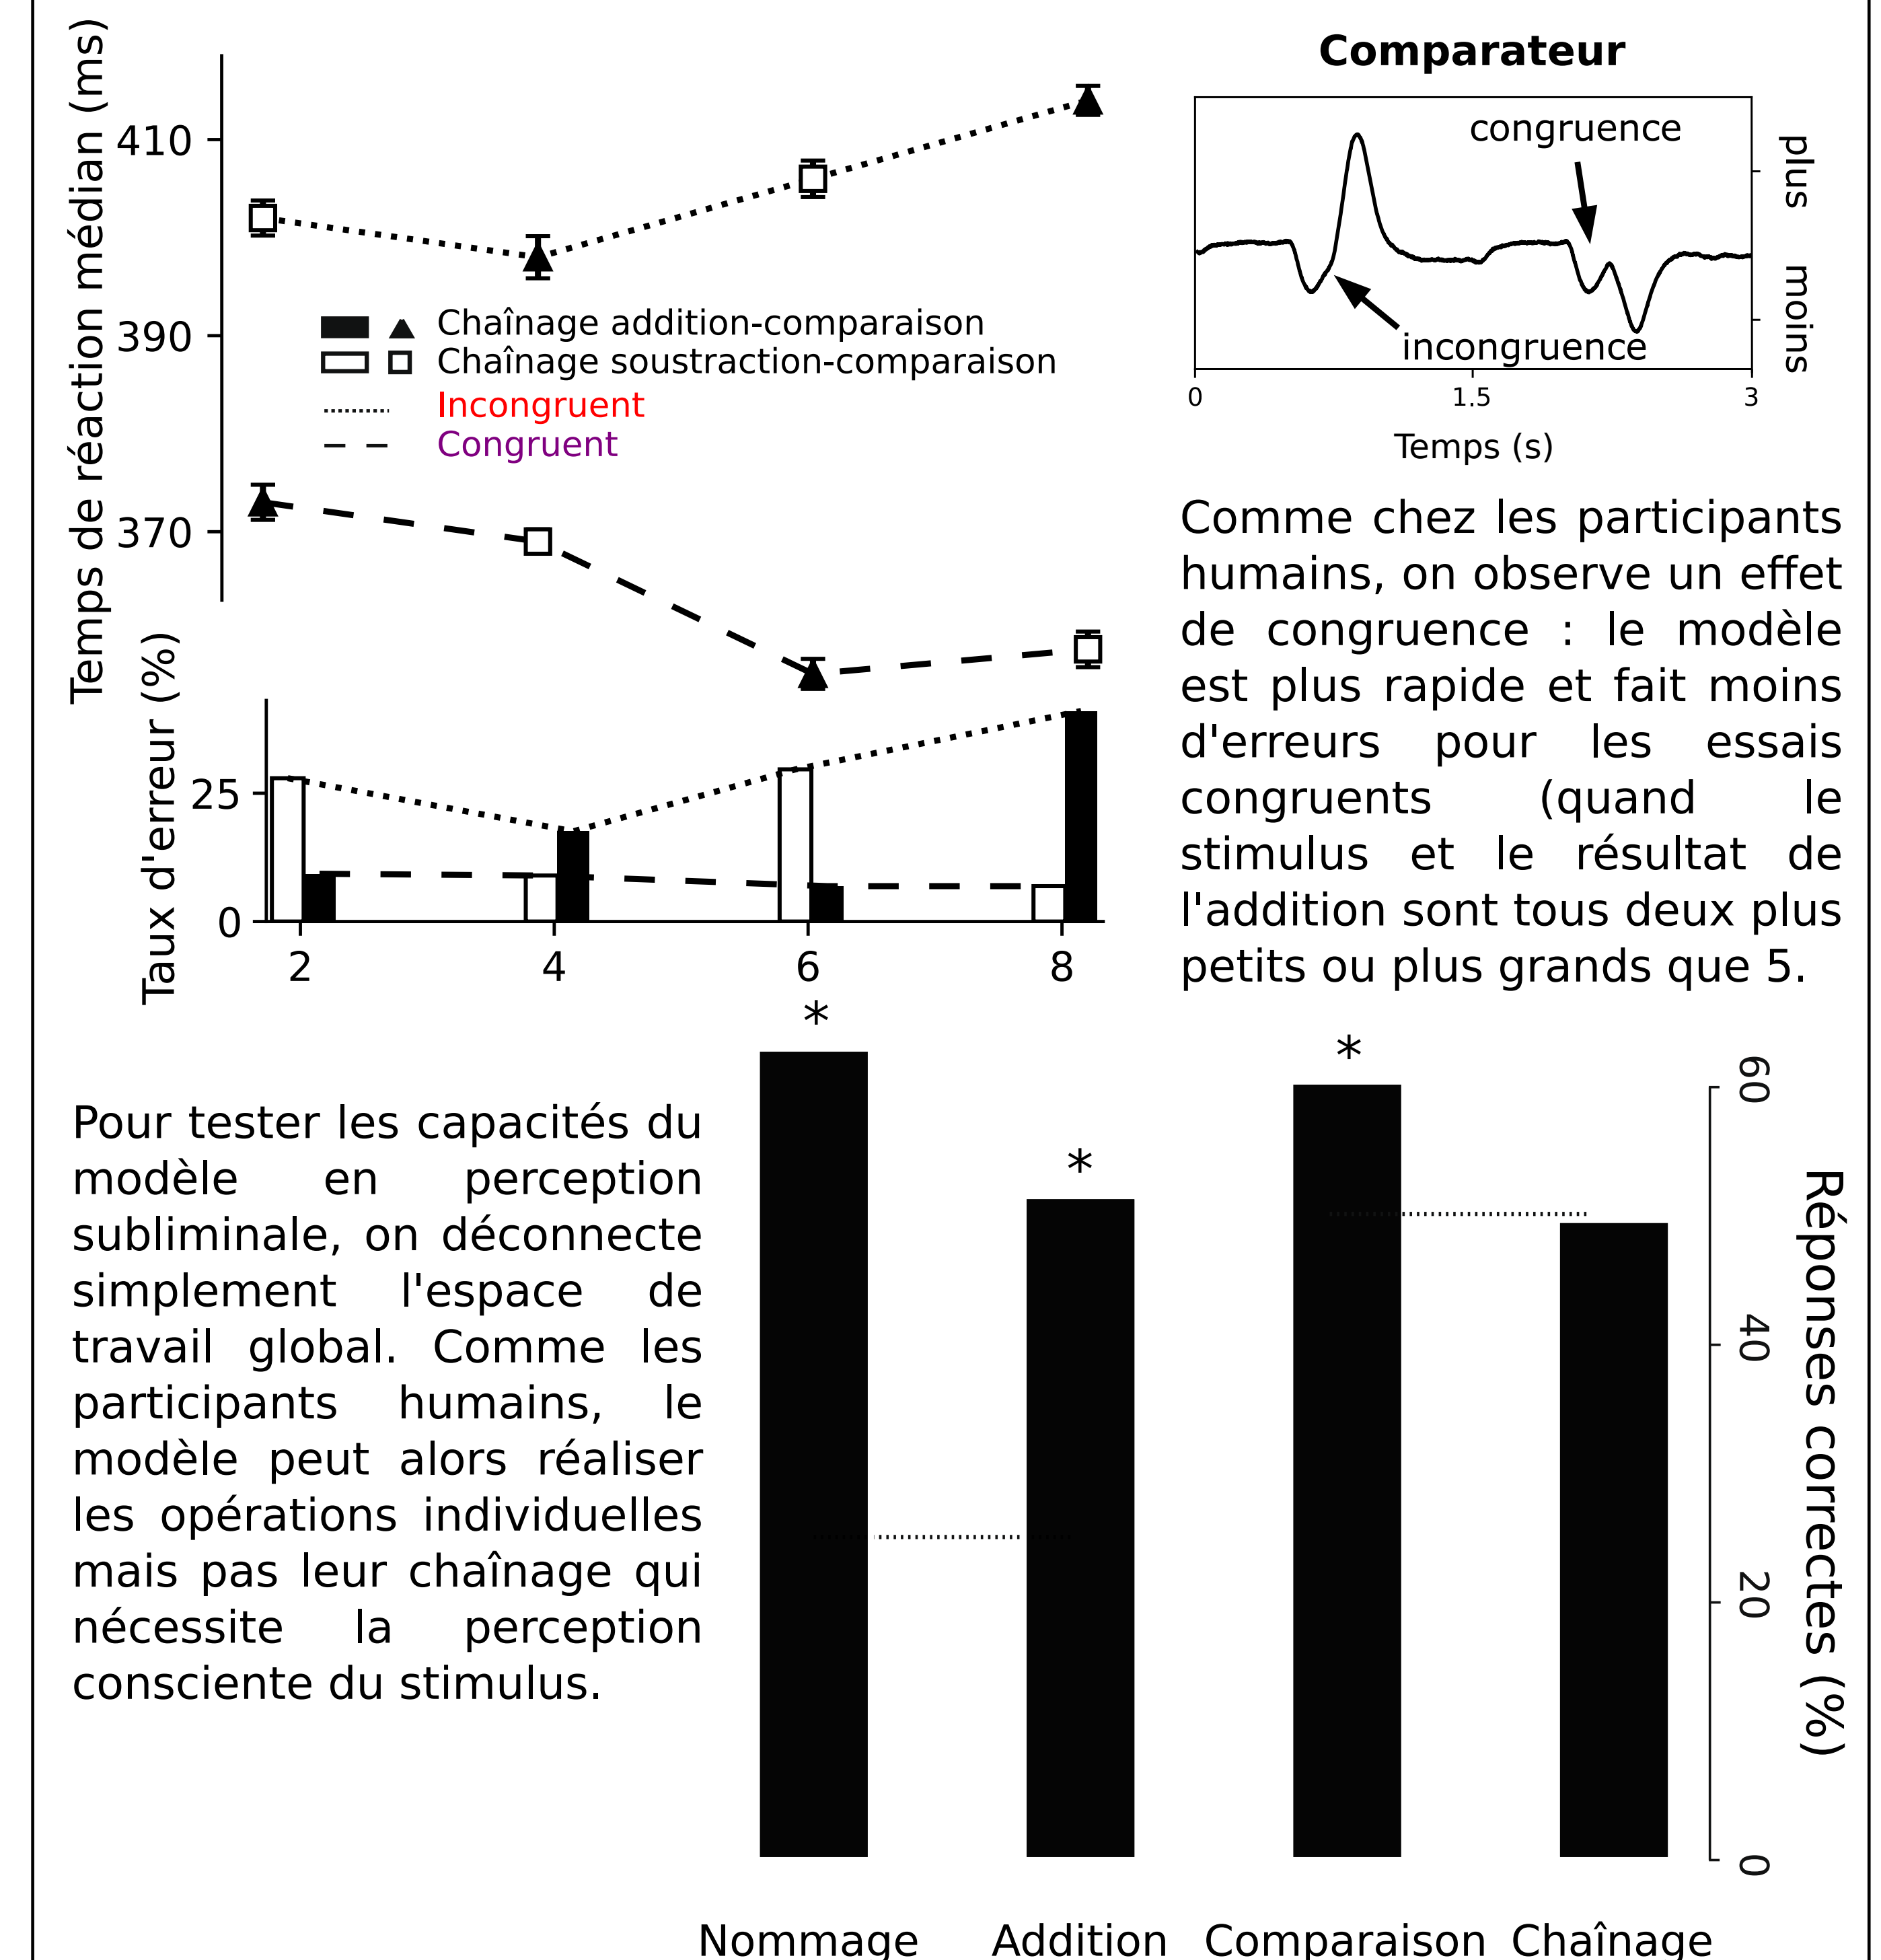 Temps de réaction médian (ms)
410
390
370
Chaînage addition-comparaison
Chaînage soustraction-comparaison
Incongruent
Congruent
Taux d'erreur (%)
25
0
2 4 6 8
Comparateur
congruence
incongruence
plus
moins
0 1.5 3
Temps (s)
Comme chez les participants
humains, on observe un effet
de congruence : le modèle
est plus rapide et fait moins
d'erreurs pour les essais
congruents (quand le
stimulus et le résultat de
l'addition sont tous deux plus
petits ou plus grands que 5.
Pour tester les capacités du
modèle en perception
subliminale, on déconnecte
simplement l'espace de
travail global. Comme les
participants humains, le
modèle peut alors réaliser
les opérations individuelles
mais pas leur chaînage qui
nécessite la perception
consciente du stimulus.
*
*
*
60
40
20
0
Réponses correctes (%)
Nommage Addition Comparaison Chaînage